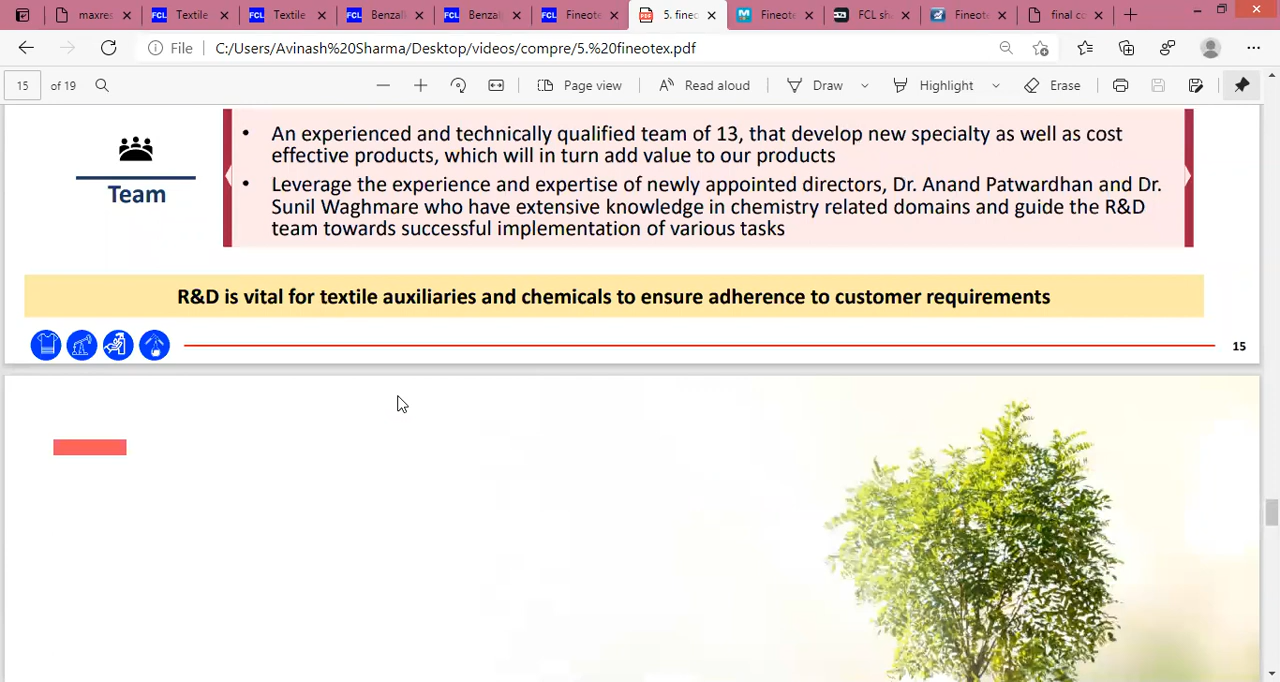 maxres
Textile
Textile
Benzal
Benzal
Fineote
5. finec
Fineote
FCL sh
Fineote
final co
File
C:/Users/Avinash%20Sharma/Desktop/videos/compre/5.%20fineotex.pdf
15 of 19
Page view
Read aloud
Draw
Highlight
Erase
• An experienced and technically qualified team of 13, that develop new specialty as well as cost
effective products, which will in turn add value to our products
Team
• Leverage the experience and expertise of newly appointed directors, Dr. Anand Patwardhan and Dr.
Sunil Waghmare who have extensive knowledge in chemistry related domains and guide the R&D
team towards successful implementation of various tasks
R&D is vital for textile auxiliaries and chemicals to ensure adherence to customer requirements
15